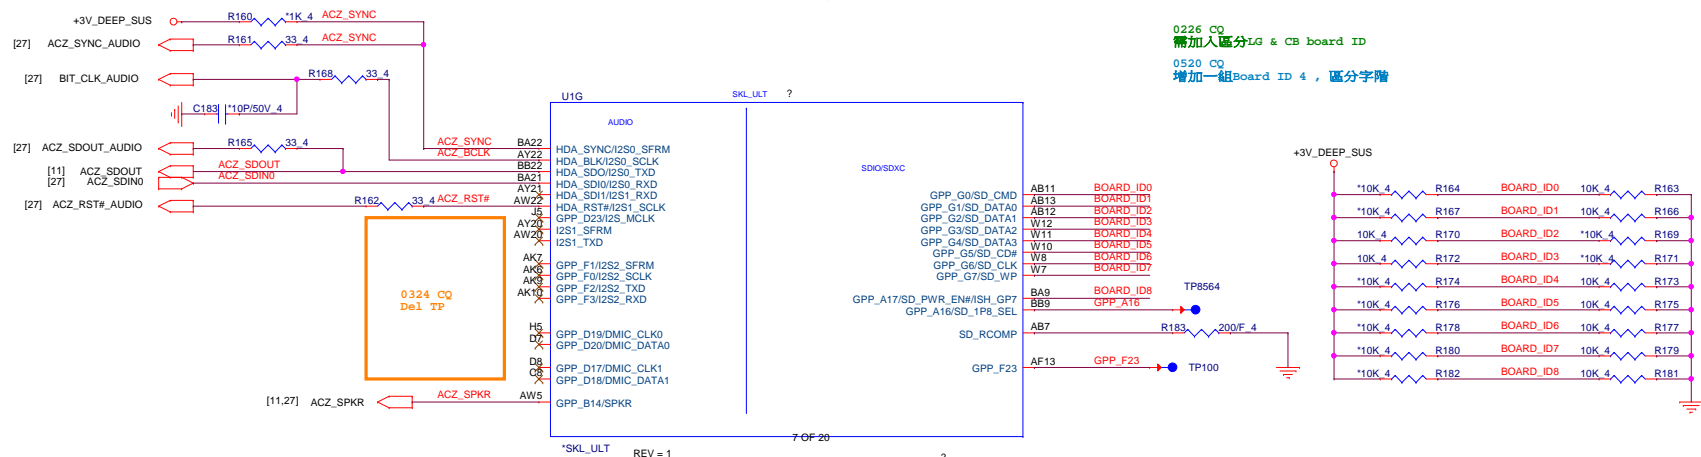 +3V_DEEP_SUS R160 *1K_4 ACZ_SYNC
[27] ACZ_SYNC_AUDIO R161 33_4 ACZ_SYNC
[27] BIT_CLK_AUDIO R168 33_4
C183 *10P/50V_4
[27] ACZ_SDOUT_AUDIO R165 33_4
[11] ACZ_SDOUT ACZ_SDOUT
[27] ACZ_SDIN0 ACZ_SDIN0
[27] ACZ_RST#_AUDIO R162 33_4 ACZ_RST#
0324 CQ
Del TP
[11,27] ACZ_SPKR ACZ_SPKR
U1G SKL_ULT ?
AUDIO
SDIO/SDXC
ACZ_SYNC BA22 HDA_SYNC/I2S0_SFRM
ACZ_BCLK AY22 HDA_BLK/I2S0_SCLK
BB22 HDA_SDO/I2S0_TXD
BA21 HDA_SDI0/I2S0_RXD
AY21 HDA_SDI1/I2S1_RXD
AW22 HDA_RST#/I2S1_SCLK
J5 GPP_D23/I2S_MCLK
AY20 I2S1_SFRM
AW20 I2S1_TXD
AK7 GPP_F1/I2S2_SFRM
AK6 GPP_F0/I2S2_SCLK
AK9 GPP_F2/I2S2_TXD
AK10 GPP_F3/I2S2_RXD
H5 GPP_D19/DMIC_CLK0
D7 GPP_D20/DMIC_DATA0
D8 GPP_D17/DMIC_CLK1
C8 GPP_D18/DMIC_DATA1
AW5 GPP_B14/SPKR
GPP_G0/SD_CMD AB11 BOARD_ID0
GPP_G1/SD_DATA0 AB13 BOARD_ID1
GPP_G2/SD_DATA1 AB12 BOARD_ID2
GPP_G3/SD_DATA2 W12 BOARD_ID3
GPP_G4/SD_DATA3 W11 BOARD_ID4
GPP_G5/SD_CD# W10 BOARD_ID5
GPP_G6/SD_CLK W8 BOARD_ID6
GPP_G7/SD_WP W7 BOARD_ID7
GPP_A17/SD_PWR_EN#/ISH_GP7 BA9 BOARD_ID8
GPP_A16/SD_1P8_SEL BB9 GPP_A16 TP8564
SD_RCOMP AB7 R183 200/F_4
GPP_F23 AF13 GPP_F23 TP100
7 OF 20
*SKL_ULT REV = 1 ?
0226 CQ
需加入區分LG & CB board ID
0520 CQ
增加一組Board ID 4 , 區分字階
+3V_DEEP_SUS
*10K_4 R164 BOARD_ID0 10K_4 R163
*10K_4 R167 BOARD_ID1 10K_4 R166
10K_4 R170 BOARD_ID2 *10K_4 R169
10K_4 R172 BOARD_ID3 *10K_4 R171
*10K_4 R174 BOARD_ID4 10K_4 R173
*10K_4 R176 BOARD_ID5 10K_4 R175
*10K_4 R178 BOARD_ID6 10K_4 R177
*10K_4 R180 BOARD_ID7 10K_4 R179
*10K_4 R182 BOARD_ID8 10K_4 R181